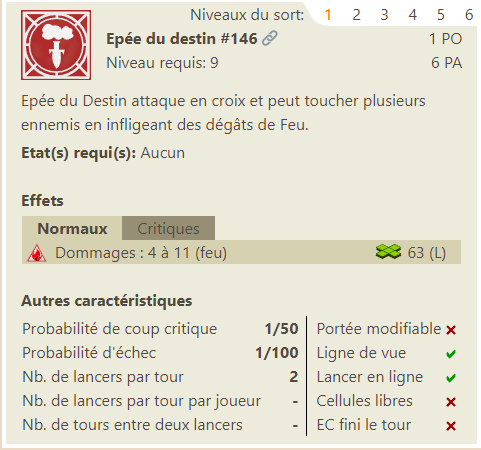 Niveaux du sort: 1 2 3 4 5 6
Epée du destin #146 1 PO
Niveau requis: 9 6 PA
Epée du Destin attaque en croix et peut toucher plusieurs
ennemis en infligeant des dégâts de Feu.
Etat(s) requi(s): Aucun
Effets
Normaux Critiques
Dommages : 4 à 11 (feu) 63 (L)
Autres caractéristiques
Probabilité de coup critique 1/50 Portée modifiable
Probabilité d'échec 1/100 Ligne de vue
Nb. de lancers par tour 2 Lancer en ligne
Nb. de lancers par tour par joueur - Cellules libres
Nb. de tours entre deux lancers - EC fini le tour